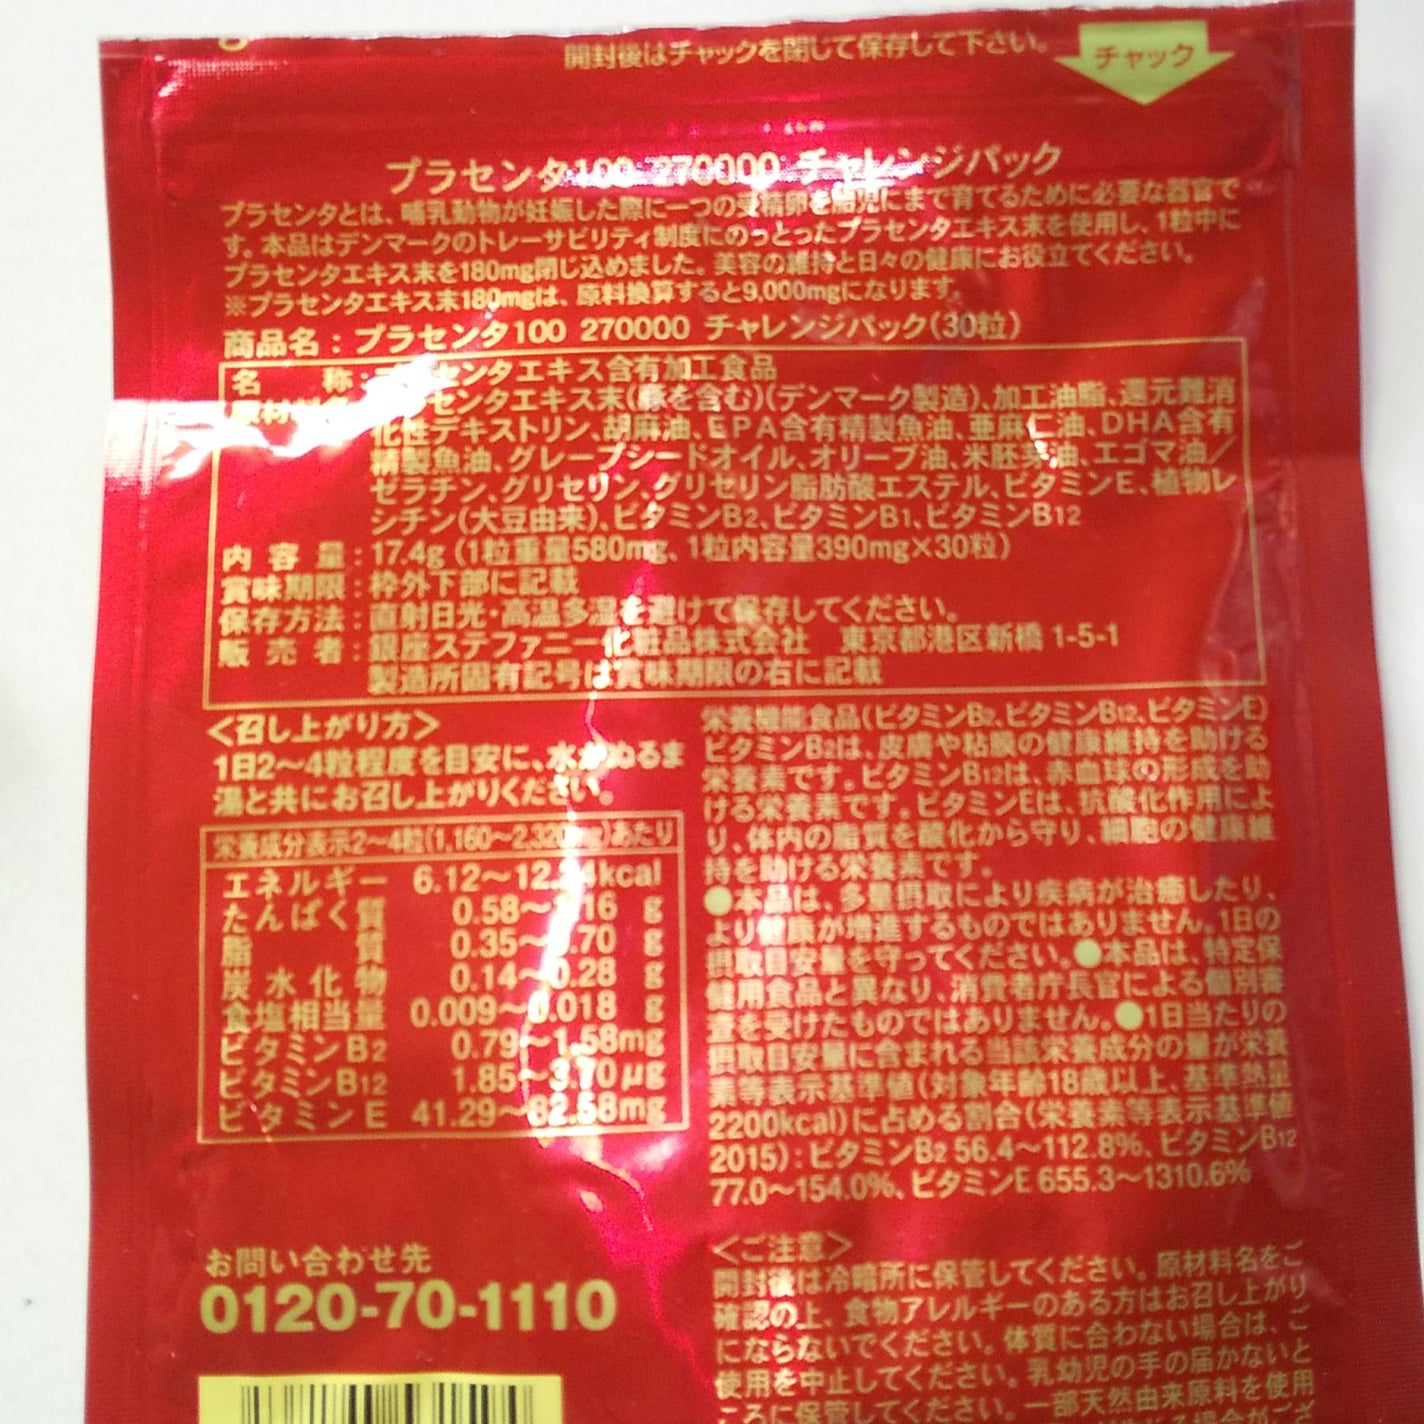 開封後はチャックを閉じて保存して下さい。
チャック
プラセンタ100 270000 チャレンジパック
プラセンタとは、哺乳動物が妊娠した際に一つの受精卵を胎児にまで育てるために必要な器官で
す。本品はデンマークのトレーサビリティ制度にのっとったプラセンタエキス末を使用し、1粒中に
プラセンタエキス末を180mg閉じ込めました。美容の維持と日々の健康にお役立てください。
※プラセンタエキス末180mgは、原料換算すると9,000mgになります。
商品名：プラセンタ100 270000 チャレンジパック(30粒)
名 称：プラセンタエキス含有加工食品
原材料名：プラセンタエキス末(豚を含む)(デンマーク製造)、加工油脂、還元難消
化性デキストリン、胡麻油、EPA含有精製魚油、亜麻仁油、DHA含有
精製魚油、グレープシードオイル、オリーブ油、米胚芽油、エゴマ油／
ゼラチン、グリセリン、グリセリン脂肪酸エステル、ビタミンE、植物レ
シチン(大豆由来)、ビタミンB2、ビタミンB1、ビタミンB12
内 容 量：17.4g(1粒重量580mg、1粒内容量390mg×30粒)
賞味期限：枠外下部に記載
保存方法：直射日光・高温多湿を避けて保存してください。
販 売 者：銀座ステファニー化粧品株式会社 東京都港区新橋 1-5-1
製造所固有記号は賞味期限の右に記載
＜召し上がり方＞
1日2～4粒程度を目安に、水かぬるま
湯と共にお召し上がりください。
栄養成分表示2～4粒(1,160～2,320mg)あたり
エネルギー 6.12～12.24kcal
たんぱく質 0.58～1.16 g
脂 質 0.35～0.70 g
炭水化物 0.14～0.28 g
食塩相当量 0.009～0.018 g
ビタミンB2 0.79～1.58mg
ビタミンB12 1.85～3.70μg
ビタミンE 41.29～82.58mg
お問い合わせ先
0120-70-1110
栄養機能食品(ビタミンB2、ビタミンB12、ビタミンE)
ビタミンB2は、皮膚や粘膜の健康維持を助ける
栄養素です。ビタミンB12は、赤血球の形成を助
ける栄養素です。ビタミンEは、抗酸化作用によ
り、体内の脂質を酸化から守り、細胞の健康維
持を助ける栄養素です。
●本品は、多量摂取により疾病が治癒したり、
より健康が増進するものではありません。1日の
摂取目安量を守ってください。●本品は、特定保
健用食品と異なり、消費者庁長官による個別審
査を受けたものではありません。●1日当たりの
摂取目安量に含まれる当該栄養成分の量が栄養
素等表示基準値(対象年齢18歳以上、基準熱量
2200kcal)に占める割合(栄養素等表示基準値
2015)：ビタミンB2 56.4～112.8%、ビタミンB12
77.0～154.0%、ビタミンE 655.3～1310.6%
＜ご注意＞
開封後は冷暗所に保管してください。原材料名をご
確認の上、食物アレルギーのある方はお召し上がり
にならないでください。体質に合わない場合は、ご
使用を中止してください。乳幼児の手の届かないと
ころに保管してください。一部天然由来原料を使用